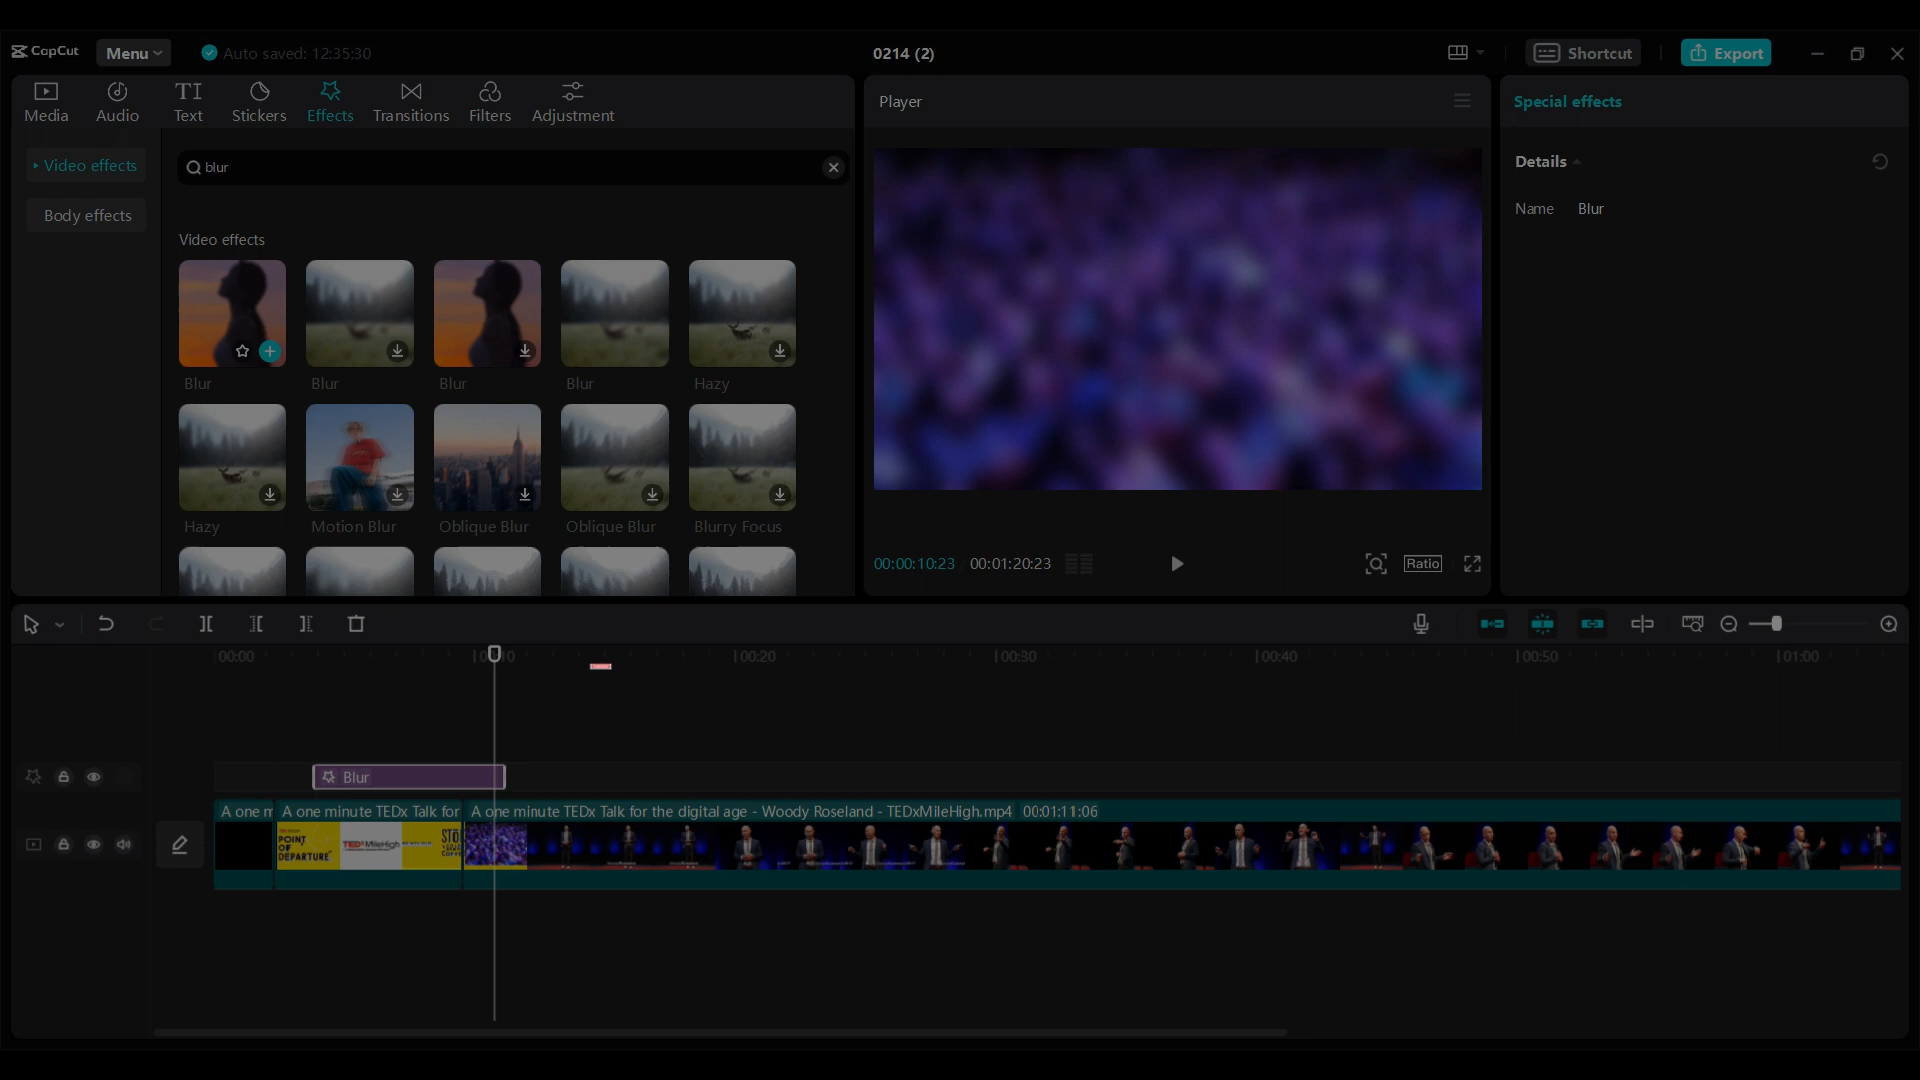 CapCut Menu Auto saved: 12:35:30 0214 (2) Shortcut Export
Media Audio Text Stickers Effects Transitions Filters Adjustment
Player
Special effects
Video effects
Body effects
blur
Video effects
Blur Blur Blur Blur Hazy
Hazy Motion Blur Oblique Blur Oblique Blur Blurry Focus
00:00:10:23 00:01:20:23 Ratio
Details
Name Blur
00:00 00:10 00:20 00:30 00:40 00:50 01:00
Blur
A one m A one minute TEDx Talk for A one minute TEDx Talk for the digital age - Woody Roseland - TEDxMileHigh.mp4 00:01:11:06
POINT
OF
DEPARTURE
TEDxMileHigh